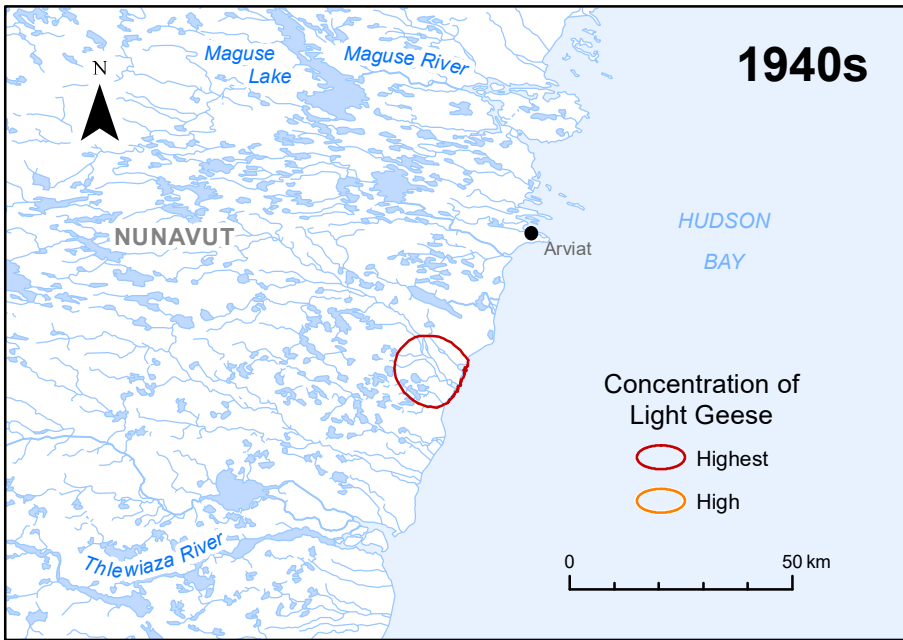 1940s
Maguse
Lake
Maguse River
N
NUNAVUT
Arviat
HUDSON
BAY
Concentration of
Light Geese
Highest
High
Thlewiaza River
0
50 km